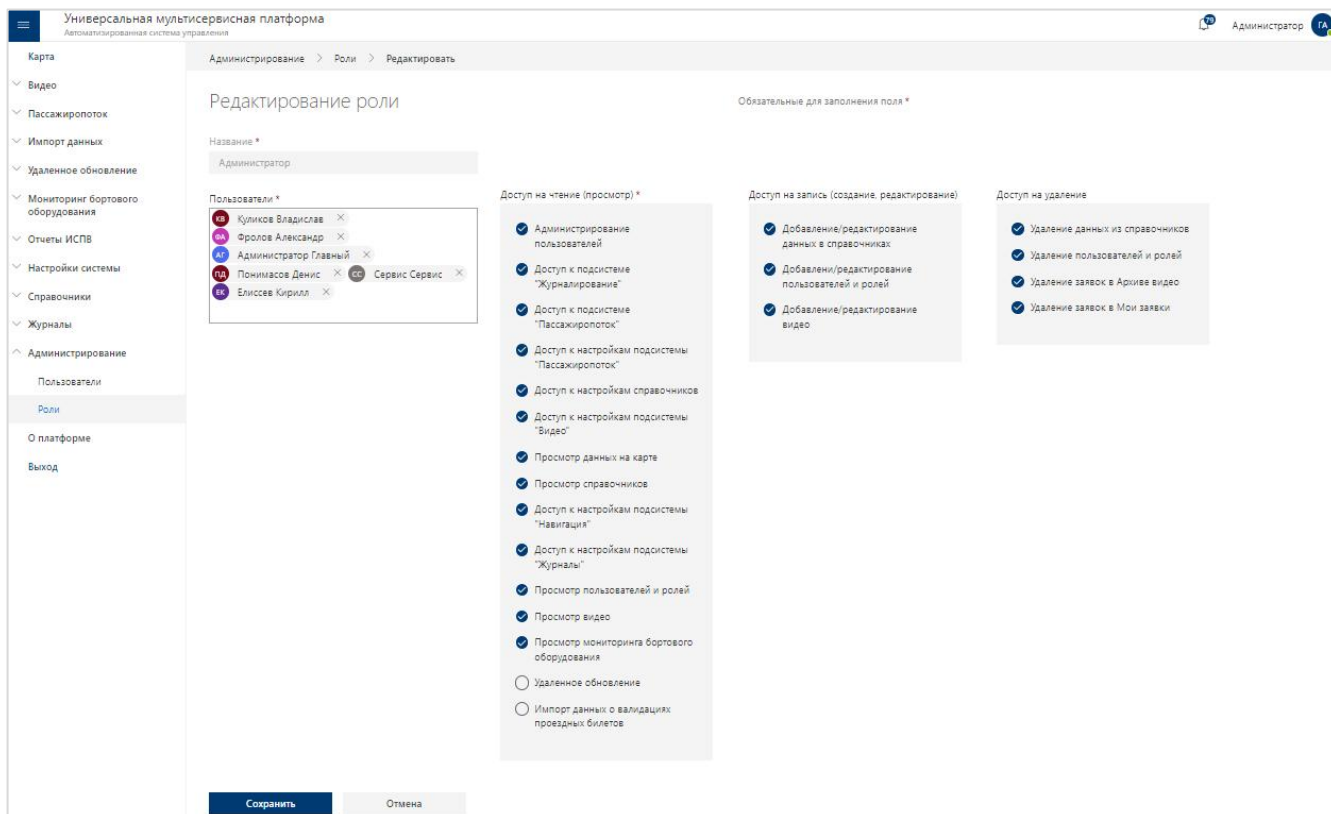 Универсальная мультисервисная платформа
Автоматизированная система управления
79
Администратор
ГА
Карта
Видео
Пассажиропоток
Импорт данных
Удаленное обновление
Мониторинг бортового
оборудования
Отчеты ИСПВ
Настройки системы
Справочники
Журналы
Администрирование
Пользователи
Роли
О платформе
Выход
Администрирование > Роли > Редактировать
Редактирование роли
Обязательные для заполнения поля *
Название *
Администратор
Пользователи *
КВ Куликов Владислав ×
ФА Фролов Александр ×
АГ Администратор Главный ×
ПД Понимасов Денис × СС Сервис Сервис ×
ЕК Елиссев Кирилл ×
Доступ на чтение (просмотр) *
Администрирование
пользователей
Доступ к подсистеме
"Журналирование"
Доступ к подсистеме
"Пассажиропоток"
Доступ к настройкам подсистемы
"Пассажиропоток"
Доступ к настройкам справочников
Доступ к настройкам подсистемы
"Видео"
Просмотр данных на карте
Просмотр справочников
Доступ к настройкам подсистемы
"Навигация"
Доступ к настройкам подсистемы
"Журналы"
Просмотр пользователей и ролей
Просмотр видео
Просмотр мониторинга бортового
оборудования
Удаленное обновление
Импорт данных о валидациях
проездных билетов
Доступ на запись (создание, редактирование)
Добавление/редактирование
данных в справочниках
Добавлени/редактирование
пользователей и ролей
Добавление/редактирование
видео
Доступ на удаление
Удаление данных из справочников
Удаление пользователей и ролей
Удаление заявок в Архиве видео
Удаление заявок в Мои заявки
Сохранить
Отмена